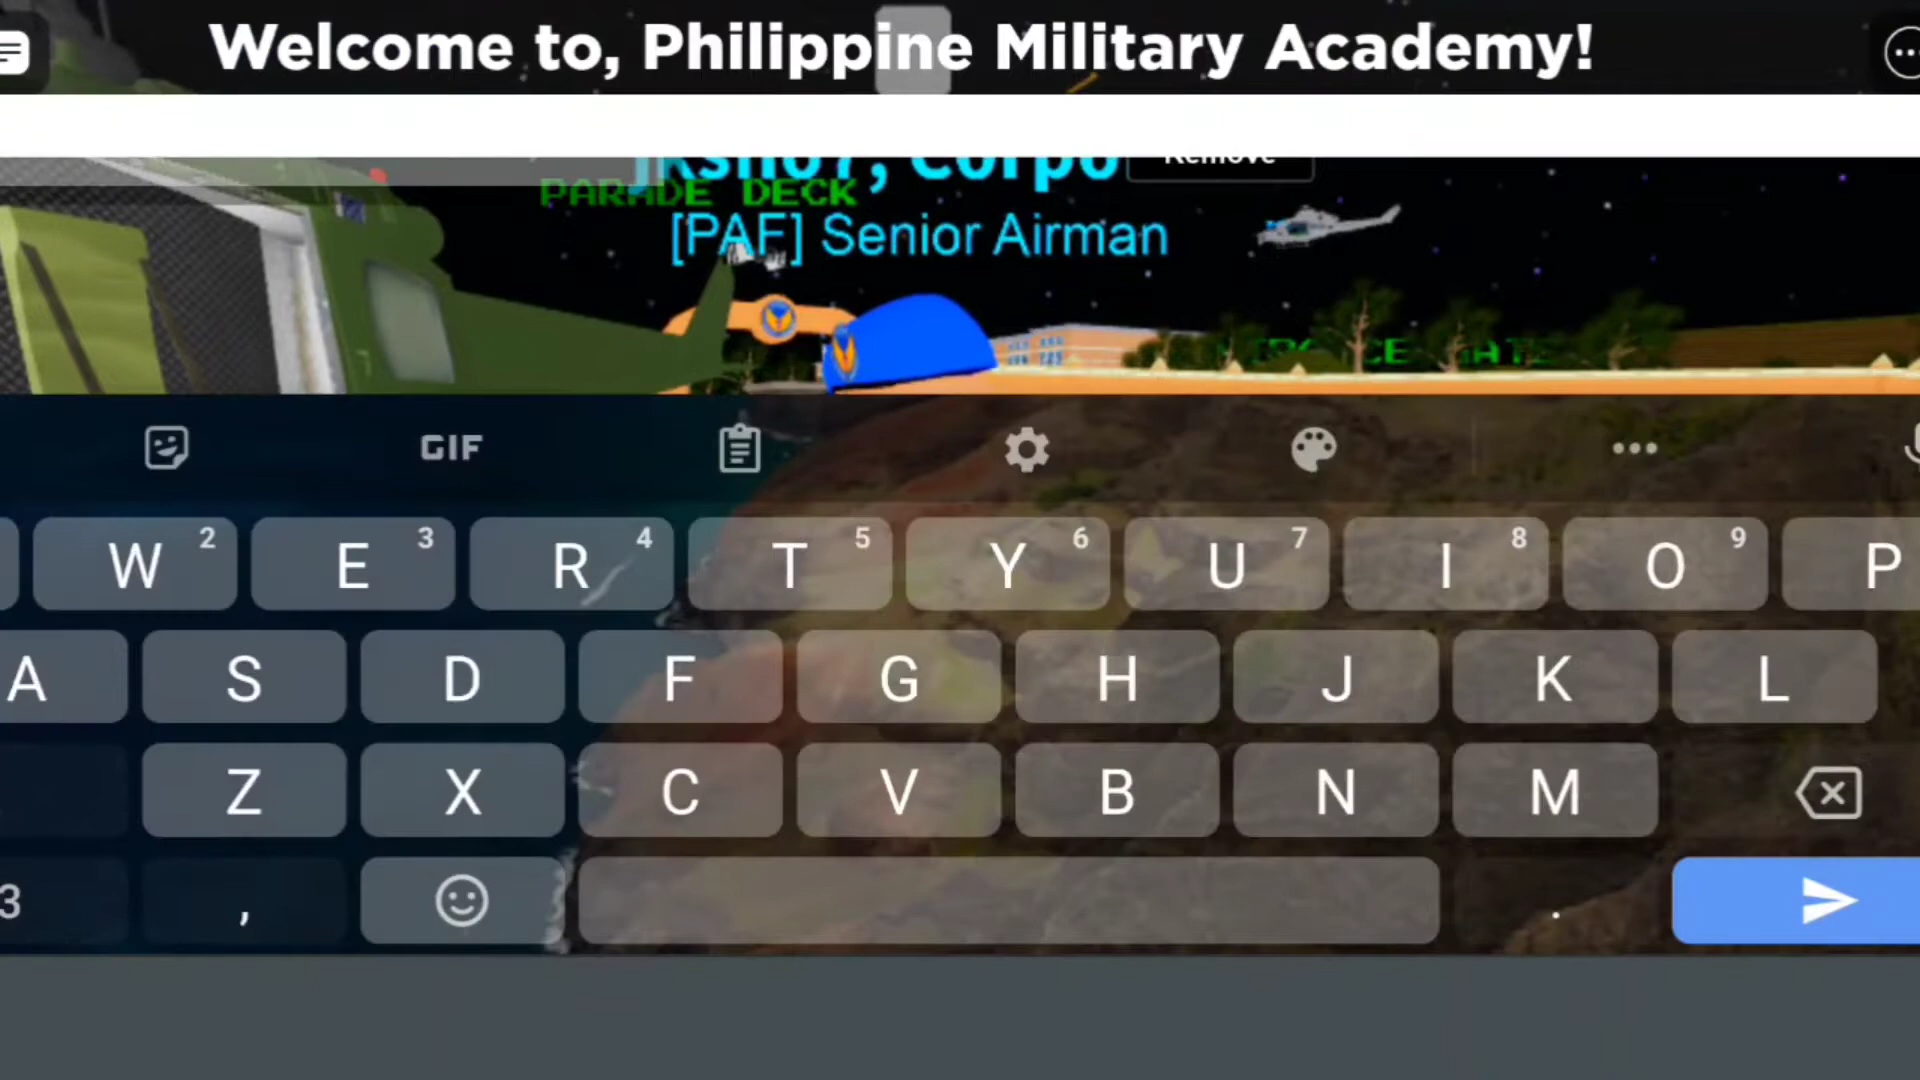 Welcome to, Philippine Military Academy!
Remove
PARADE DECK
[PAF] Senior Airman
GIF
W 2 E 3 R 4 T 5 Y 6 U 7 I 8 O 9 P
A S D F G H J K L
Z X C V B N M
3 , .